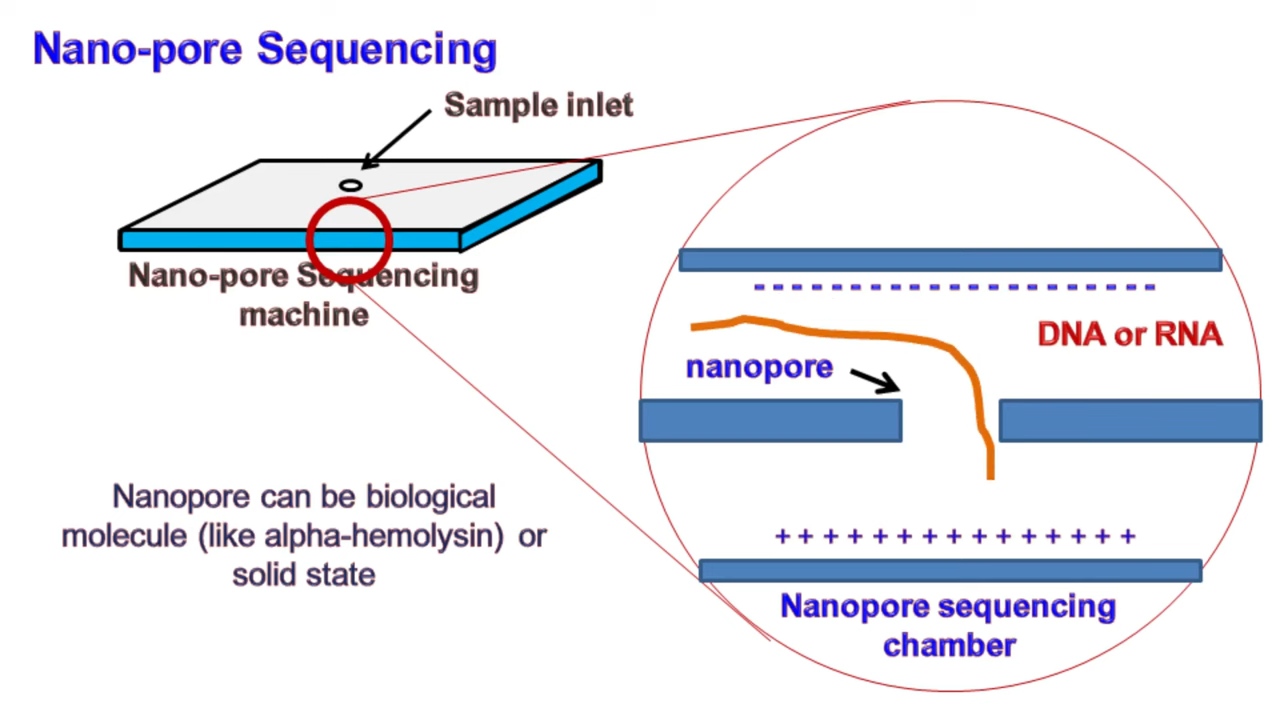 Nano-pore Sequencing
Sample inlet
Nano-pore Sequencing
machine
Nanopore can be biological
molecule (like alpha-hemolysin) or
solid state
- - - - - - - - - - - - - - - - - - - - -
DNA or RNA
nanopore
+ + + + + + + + + + + + + + +
Nanopore sequencing
chamber